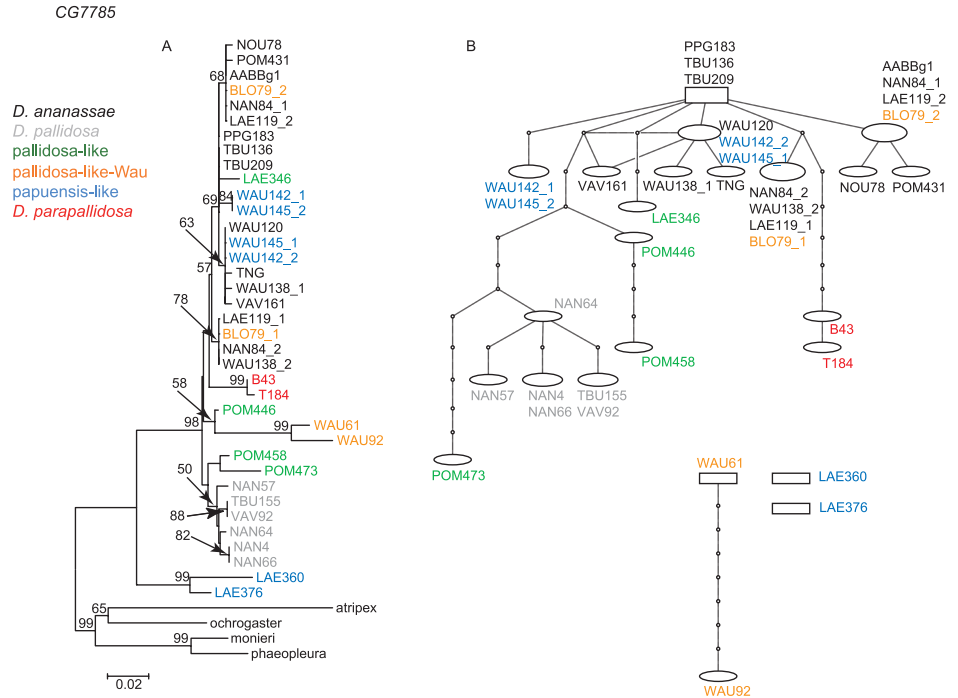 CG7785
A
B
D. ananassae
D. pallidosa
pallidosa-like
pallidosa-like-Wau
papuensis-like
D. parapallidosa
NOU78
POM431
68
AABBg1
BLO79_2
NAN84_1
LAE119_2
PPG183
TBU136
TBU209
LAE346
69
84
WAU142_1
WAU145_2
63
WAU120
WAU145_1
WAU142_2
57
TNG
WAU138_1
78
VAV161
LAE119_1
BLO79_1
NAN84_2
WAU138_2
99
B43
T184
58
POM446
98
99
WAU61
WAU92
POM458
50
POM473
NAN57
TBU155
88
VAV92
82
NAN64
NAN4
NAN66
99
LAE360
LAE376
65
atripex
99
ochrogaster
99
monieri
phaeopleura
0.02
PPG183
TBU136
TBU209
AABBg1
NAN84_1
LAE119_2
BLO79_2
WAU120
WAU142_2
WAU145_1
WAU142_1
WAU145_2
VAV161
WAU138_1
TNG
NAN84_2
WAU138_2
LAE119_1
BLO79_1
NOU78
POM431
LAE346
POM446
NAN64
B43
T184
POM458
NAN57
NAN4
NAN66
TBU155
VAV92
POM473
WAU61
LAE360
LAE376
WAU92